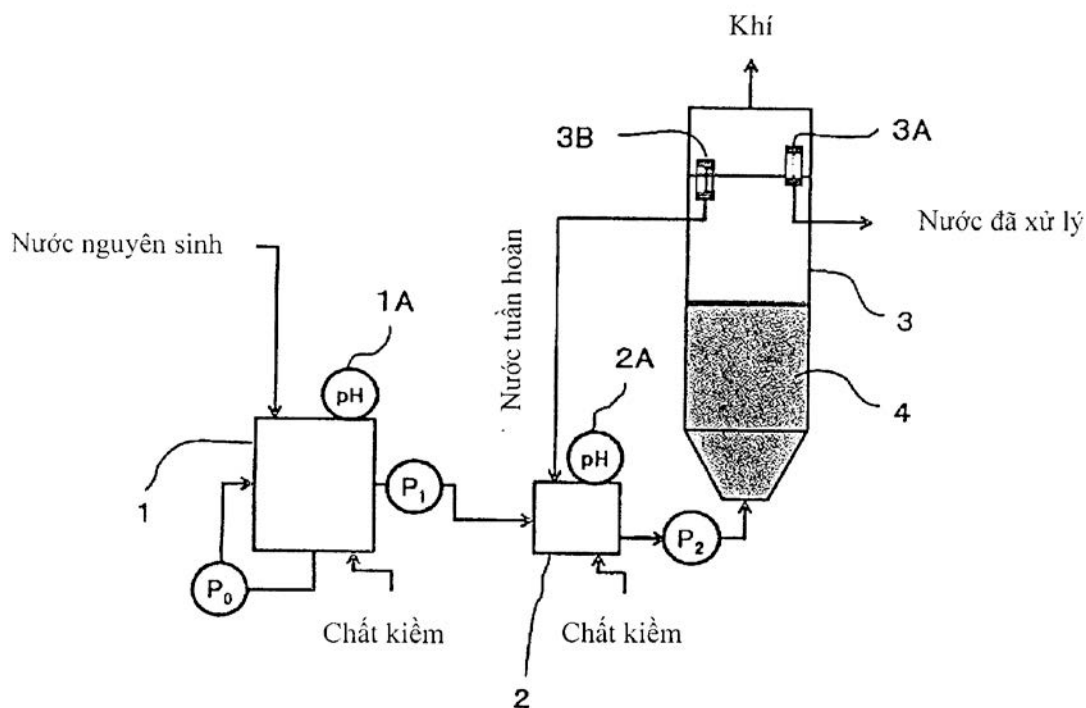 Khí
3B
3A
Nước đã xử lý
Nước nguyên sinh
1A
Nước tuần hoàn
3
2A
4
pH
pH
P₁
1
P₂
P₀
Chất kiềm
Chất kiềm
2